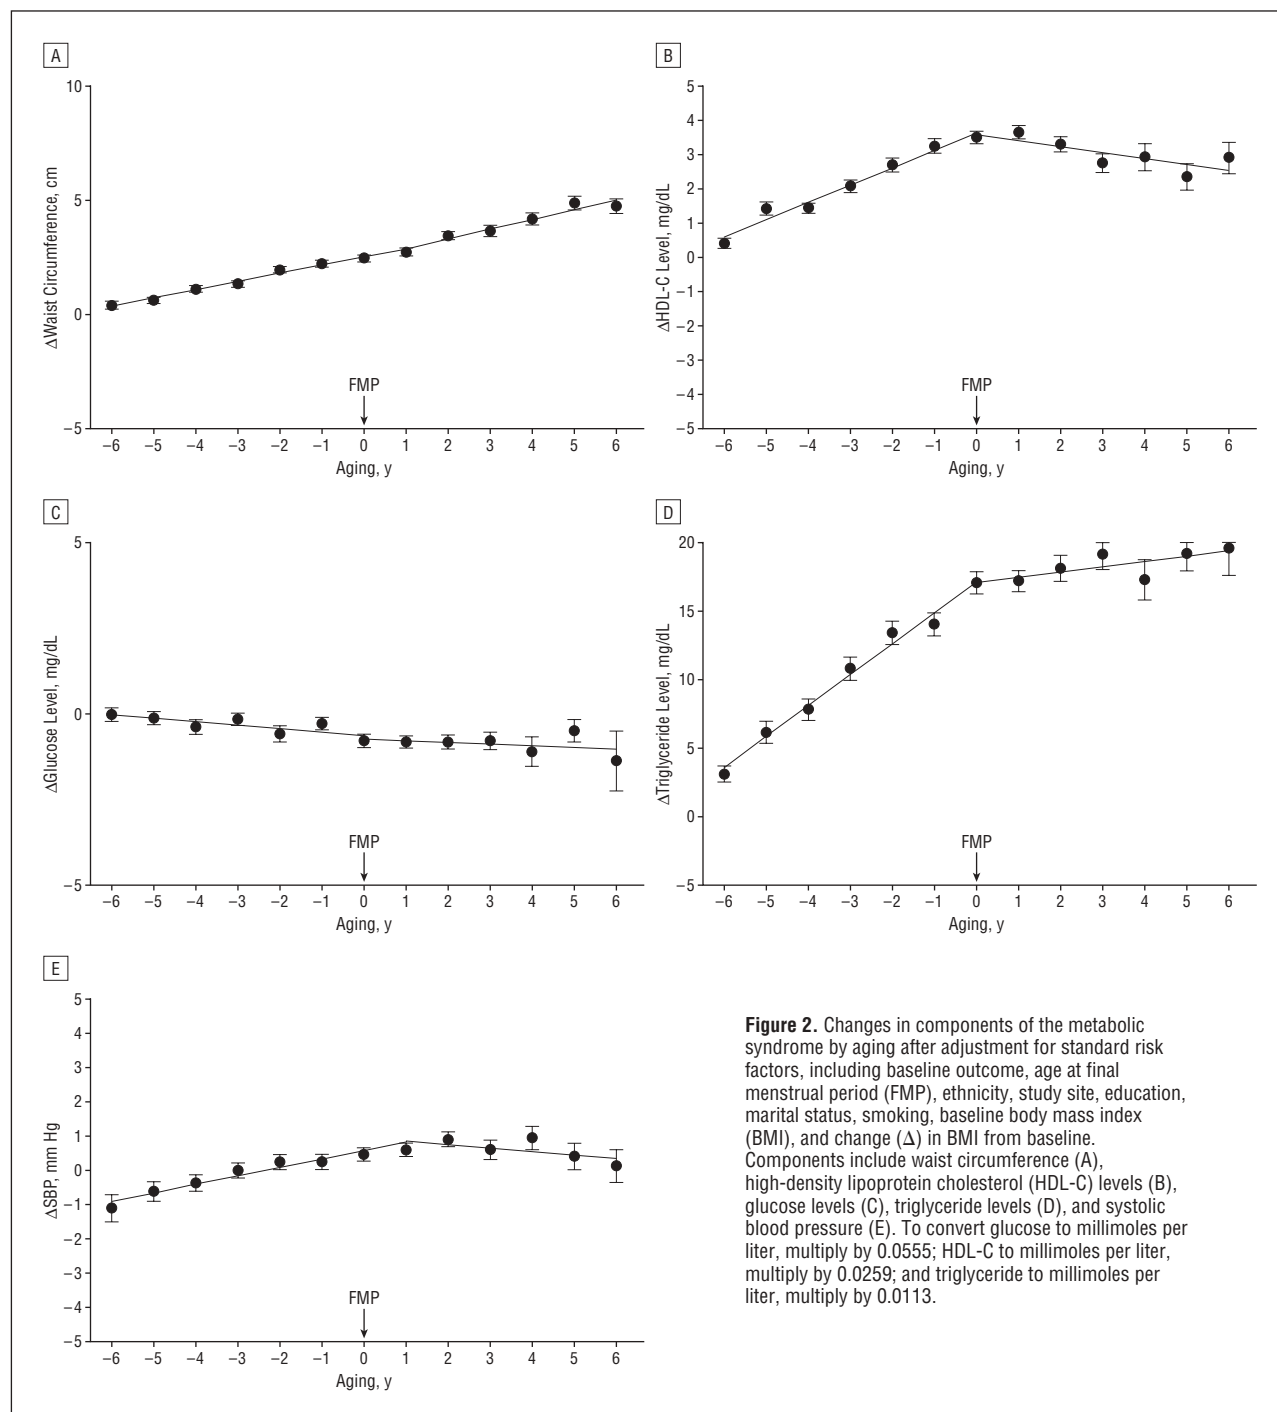 A
10
5
0
−5
ΔWaist Circumference, cm
FMP
−6 −5 −4 −3 −2 −1 0 1 2 3 4 5 6
Aging, y
B
5
4
3
2
1
0
−1
−2
−3
−4
−5
ΔHDL-C Level, mg/dL
FMP
−6 −5 −4 −3 −2 −1 0 1 2 3 4 5 6
Aging, y
C
5
0
−5
ΔGlucose Level, mg/dL
FMP
−6 −5 −4 −3 −2 −1 0 1 2 3 4 5 6
Aging, y
D
20
15
10
5
0
−5
ΔTriglyceride Level, mg/dL
FMP
−6 −5 −4 −3 −2 −1 0 1 2 3 4 5 6
Aging, y
E
5
4
3
2
1
0
−1
−2
−3
−4
−5
ΔSBP, mm Hg
FMP
−6 −5 −4 −3 −2 −1 0 1 2 3 4 5 6
Aging, y
Figure 2. Changes in components of the metabolic
syndrome by aging after adjustment for standard risk
factors, including baseline outcome, age at final
menstrual period (FMP), ethnicity, study site, education,
marital status, smoking, baseline body mass index
(BMI), and change (Δ) in BMI from baseline.
Components include waist circumference (A),
high-density lipoprotein cholesterol (HDL-C) levels (B),
glucose levels (C), triglyceride levels (D), and systolic
blood pressure (E). To convert glucose to millimoles per
liter, multiply by 0.0555; HDL-C to millimoles per liter,
multiply by 0.0259; and triglyceride to millimoles per
liter, multiply by 0.0113.